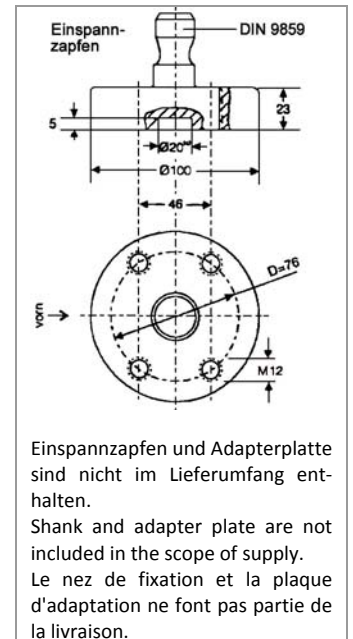 Einspann-
zapfen
DIN 9859
5
23
Ø20
Ø100
46
D=76
vorn
M12
Einspannzapfen und Adapterplatte
sind nicht im Lieferumfang ent-
halten.
Shank and adapter plate are not
included in the scope of supply.
Le nez de fixation et la plaque
d'adaptation ne font pas partie de
la livraison.